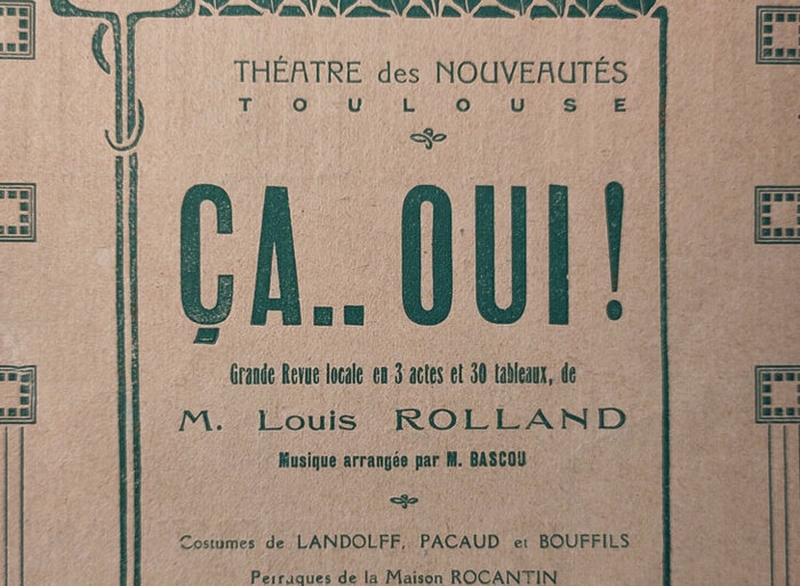 THÉATRE des NOUVEAUTÉS
TOULOUSE
ÇA.. OUI !
Grande Revue locale en 3 actes et 30 tableaux, de
M. Louis ROLLAND
Musique arrangée par M. BASCOU
Costumes de LANDOLFF, PACAUD et BOUFFILS
Perruques de la Maison ROCANTIN